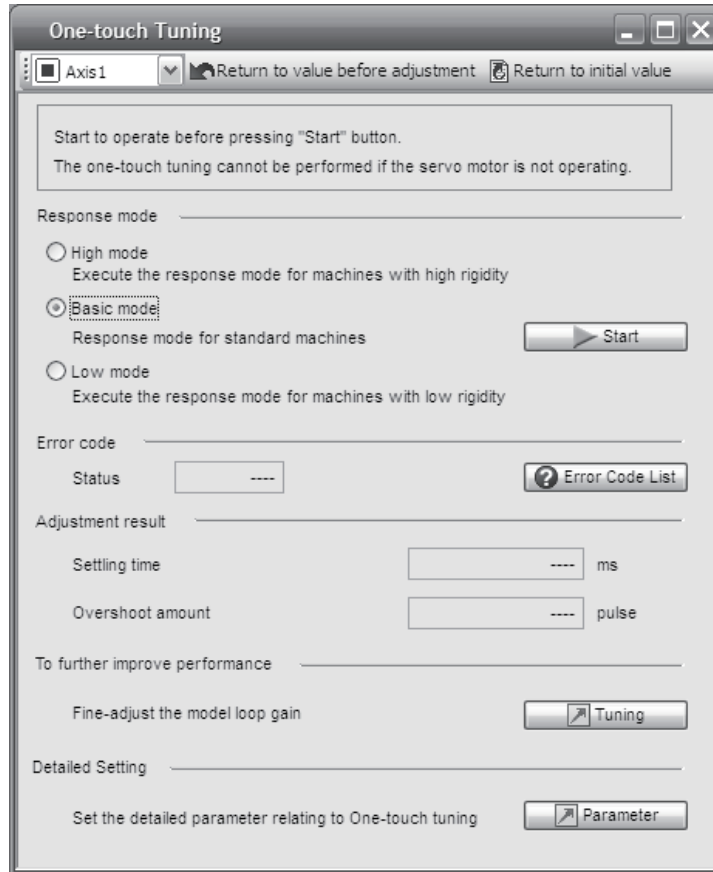 One-touch Tuning
Axis1 Return to value before adjustment Return to initial value
Start to operate before pressing "Start" button.
The one-touch tuning cannot be performed if the servo motor is not operating.
Response mode
High mode
Execute the response mode for machines with high rigidity
Basic mode
Response mode for standard machines
Start
Low mode
Execute the response mode for machines with low rigidity
Error code
Status ---- Error Code List
Adjustment result
Settling time ---- ms
Overshoot amount ---- pulse
To further improve performance
Fine-adjust the model loop gain Tuning
Detailed Setting
Set the detailed parameter relating to One-touch tuning Parameter